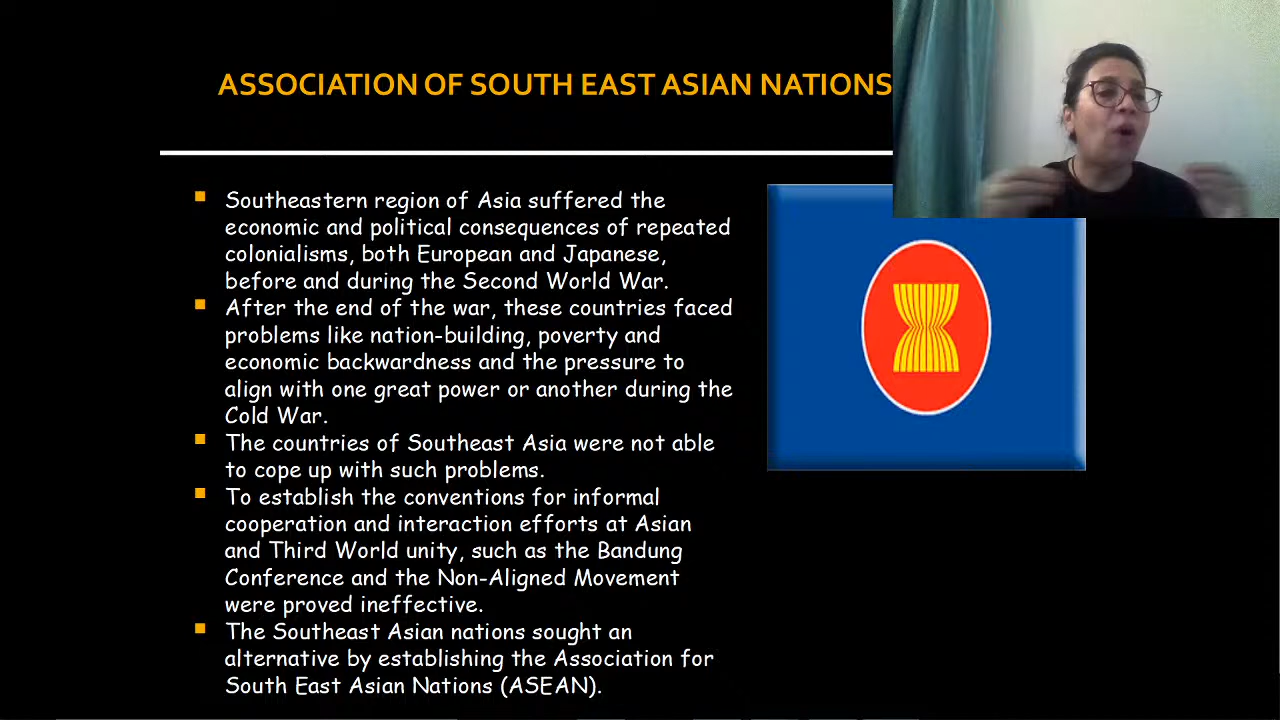 ASSOCIATION OF SOUTH EAST ASIAN NATIONS
Southeastern region of Asia suffered the
economic and political consequences of repeated
colonialisms, both European and Japanese,
before and during the Second World War.
After the end of the war, these countries faced
problems like nation-building, poverty and
economic backwardness and the pressure to
align with one great power or another during the
Cold War.
The countries of Southeast Asia were not able
to cope up with such problems.
To establish the conventions for informal
cooperation and interaction efforts at Asian
and Third World unity, such as the Bandung
Conference and the Non-Aligned Movement
were proved ineffective.
The Southeast Asian nations sought an
alternative by establishing the Association for
South East Asian Nations (ASEAN).